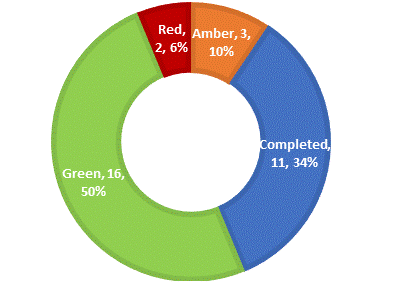 Red,
2, 6%
Amber, 3,
10%
Completed,
11, 34%
Green, 16,
50%